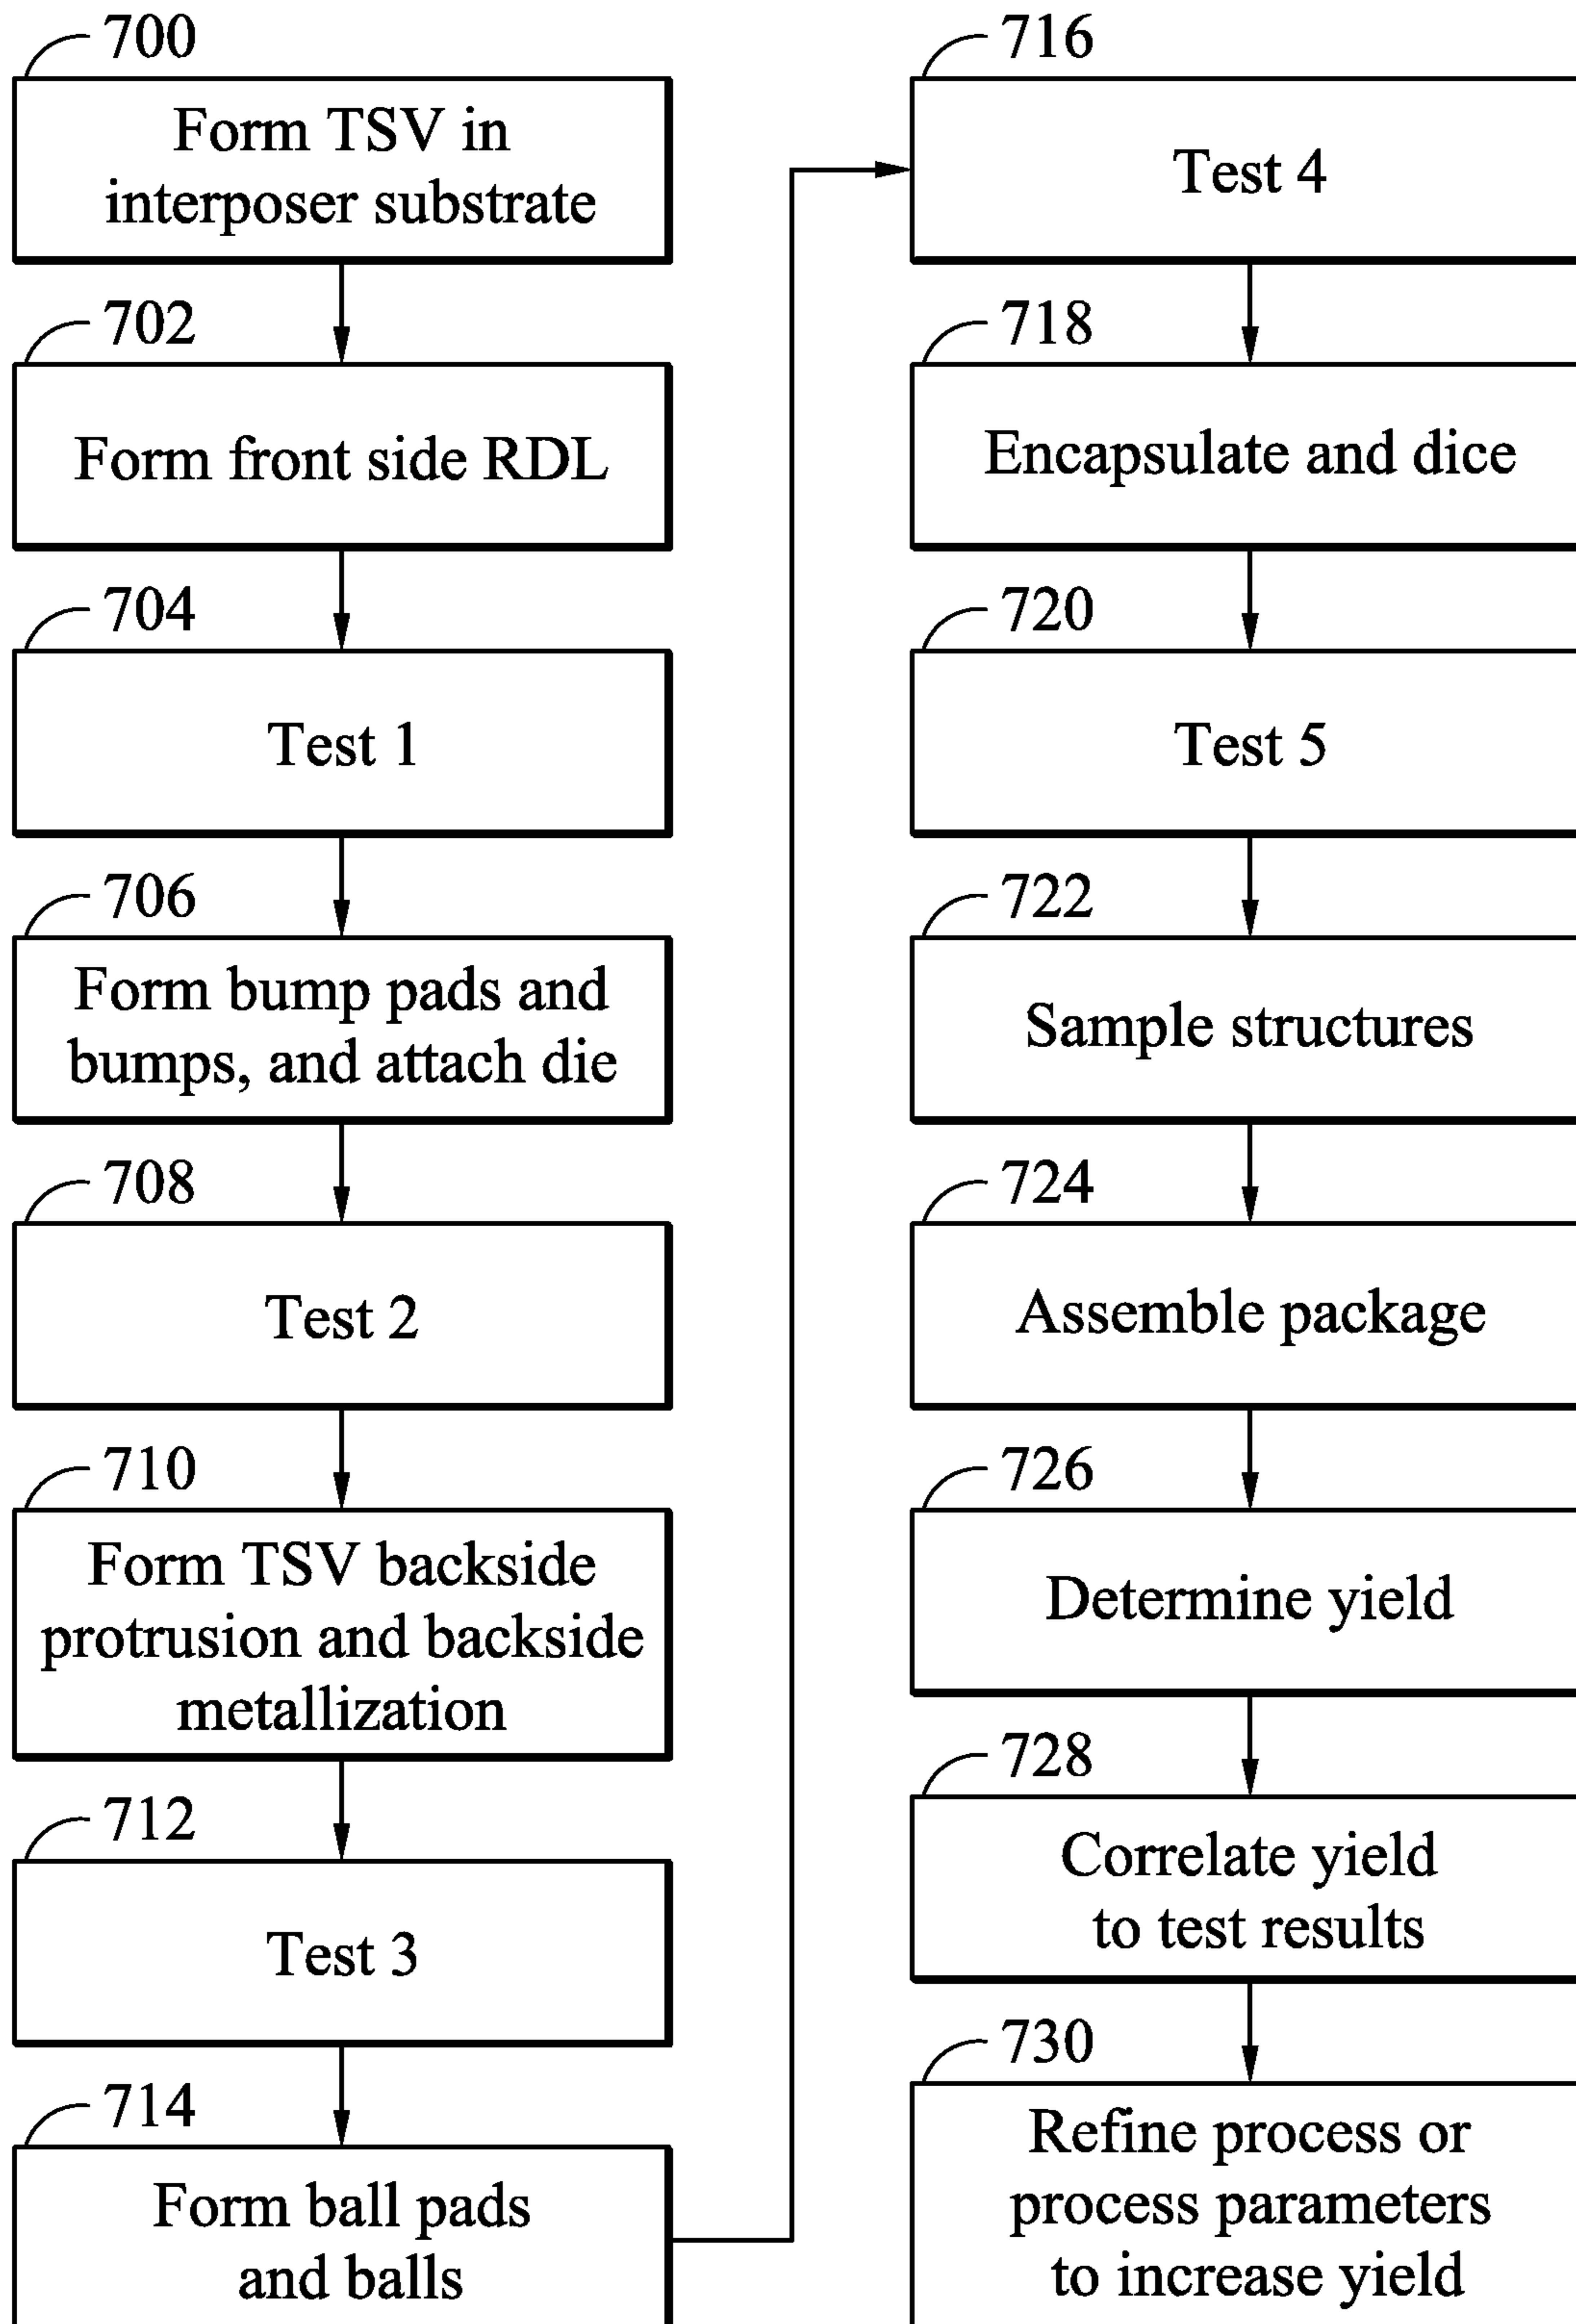 700
Form TSV in
interposer substrate
702
Form front side RDL
704
Test 1
706
Form bump pads and
bumps, and attach die
708
Test 2
710
Form TSV backside
protrusion and backside
metallization
712
Test 3
714
Form ball pads
and balls
716
Test 4
718
Encapsulate and dice
720
Test 5
722
Sample structures
724
Assemble package
726
Determine yield
728
Correlate yield
to test results
730
Refine process or
process parameters
to increase yield